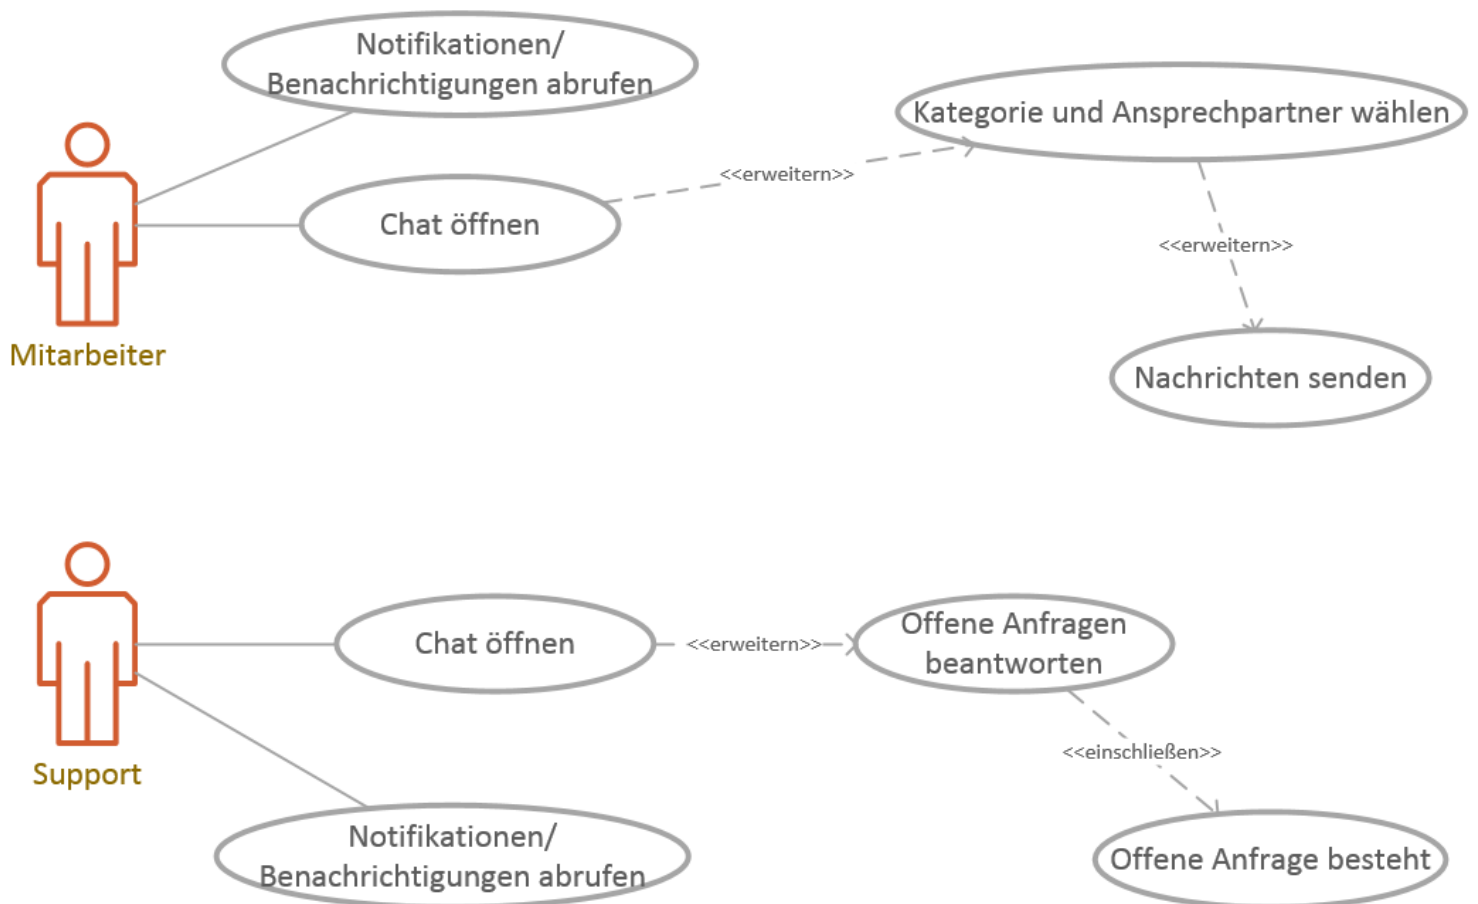 Notifikationen/
Benachrichtigungen abrufen
Kategorie und Ansprechpartner wählen
<<erweitern>>
Chat öffnen
<<erweitern>>
Mitarbeiter
Nachrichten senden
Offene Anfragen
beantworten
Chat öffnen
<<erweitern>>
<<einschließen>>
Support
Notifikationen/
Benachrichtigungen abrufen
Offene Anfrage besteht